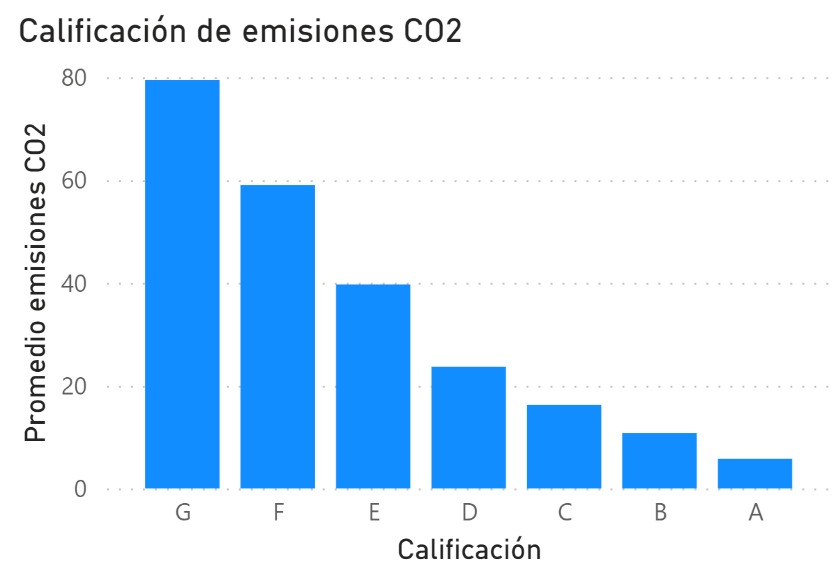 Calificación de emisiones CO2
Promedio emisiones CO2
80
60
40
20
0
G F E D C B A
Calificación